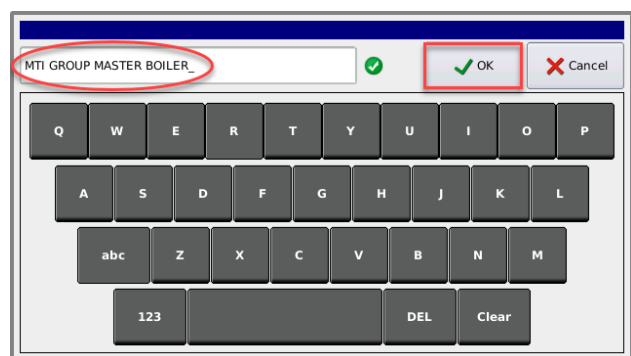 MTI GROUP MASTER BOILER_ OK Cancel
Q W E R T Y U I O P
A S D F G H J K L
abc Z X C V B N M
123 DEL Clear